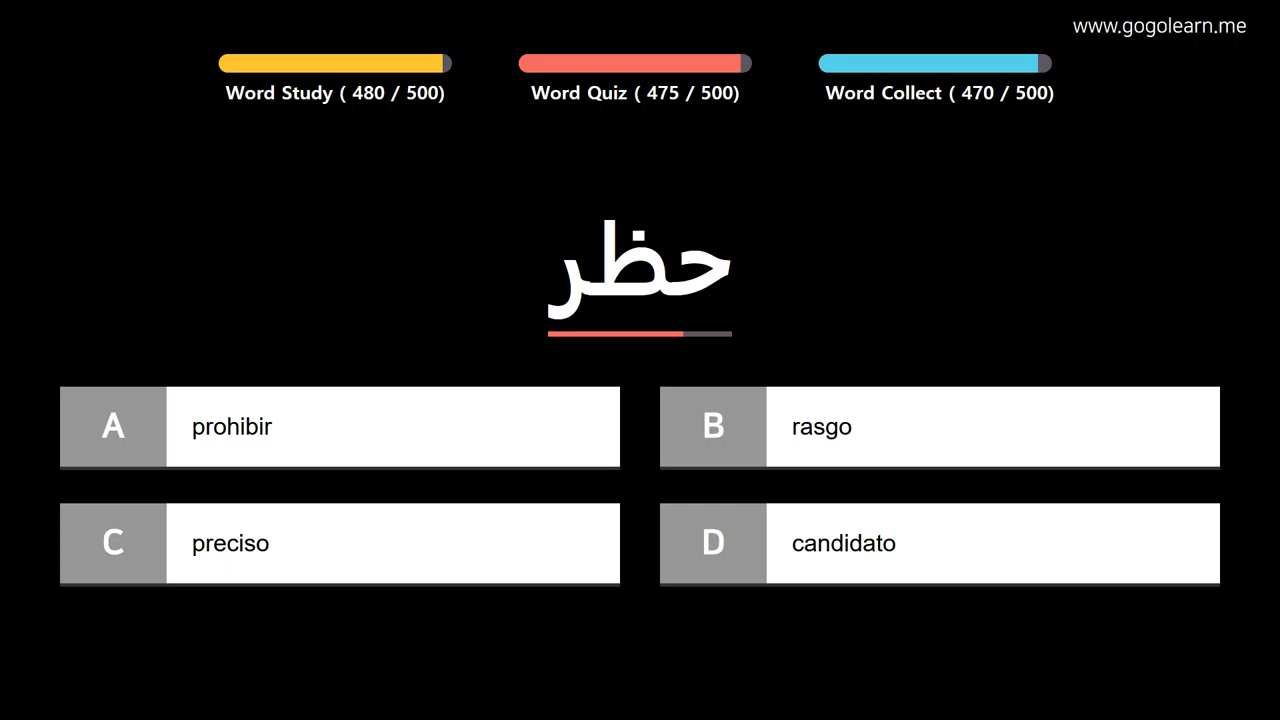 www.gogolearn.me
Word Study ( 480 / 500)
Word Quiz ( 475 / 500)
Word Collect ( 470 / 500)
حظر
A
prohibir
B
rasgo
C
preciso
D
candidato